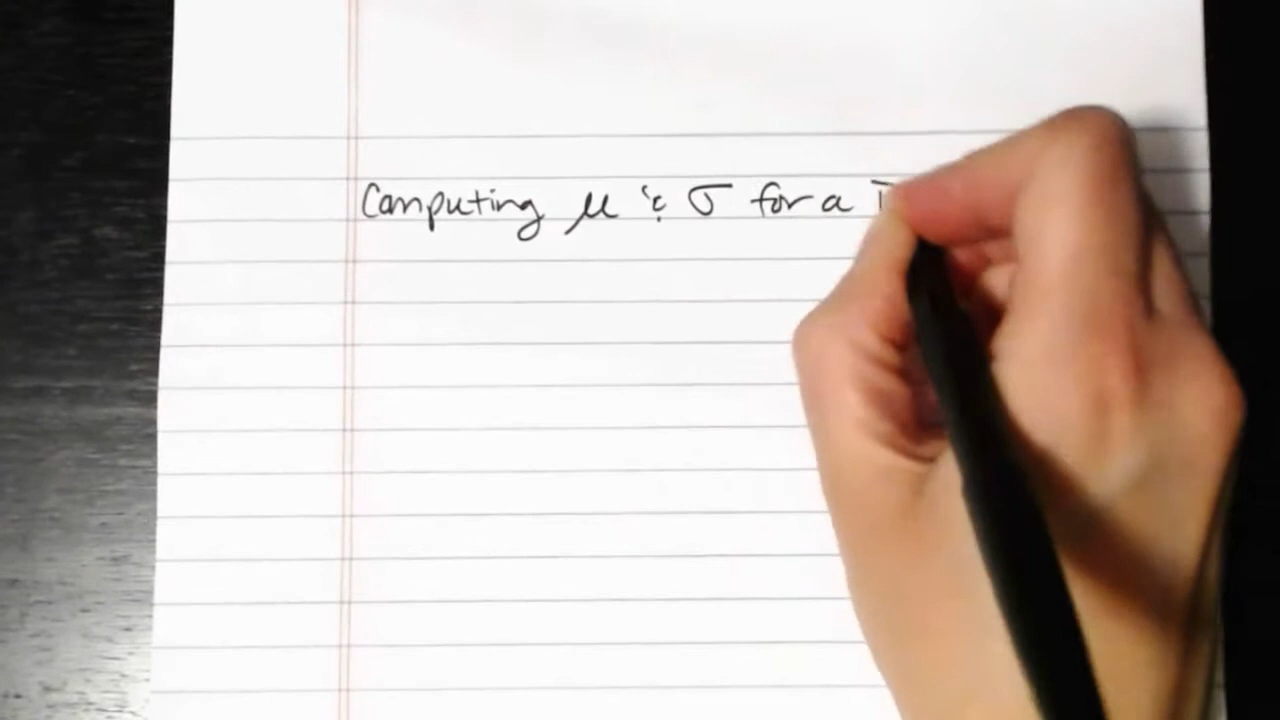 Computing μ & σ for a